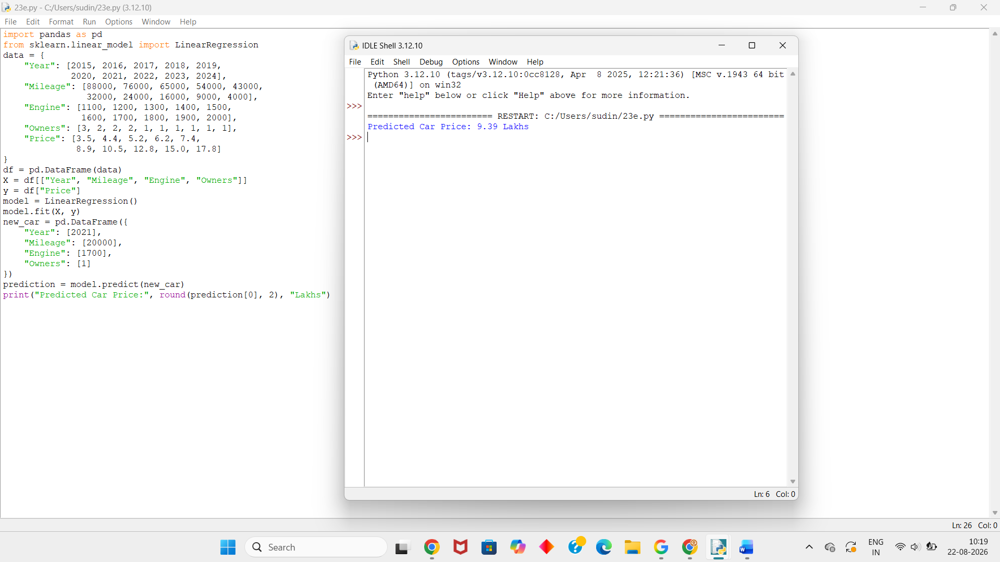 23e.py - C:/Users/sudin/23e.py (3.12.10)
File Edit Format Run Options Window Help
import pandas as pd
from sklearn.linear_model import LinearRegression
data = {
    "Year": [2015, 2016, 2017, 2018, 2019,
             2020, 2021, 2022, 2023, 2024],
    "Mileage": [88000, 76000, 65000, 54000, 43000,
                32000, 24000, 16000, 9000, 4000],
    "Engine": [1100, 1200, 1300, 1400, 1500,
               1600, 1700, 1800, 1900, 2000],
    "Owners": [3, 2, 2, 2, 1, 1, 1, 1, 1, 1],
    "Price": [3.5, 4.4, 5.2, 6.2, 7.4,
              8.9, 10.5, 12.8, 15.0, 17.8]
}
df = pd.DataFrame(data)
X = df[["Year", "Mileage", "Engine", "Owners"]]
y = df["Price"]
model = LinearRegression()
model.fit(X, y)
new_car = pd.DataFrame({
    "Year": [2021],
    "Mileage": [20000],
    "Engine": [1700],
    "Owners": [1]
})
prediction = model.predict(new_car)
print("Predicted Car Price:", round(prediction[0], 2), "Lakhs")
IDLE Shell 3.12.10
File Edit Shell Debug Options Window Help
Python 3.12.10 (tags/v3.12.10:0cc8128, Apr  8 2025, 12:21:36) [MSC v.1943 64 bit
 (AMD64)] on win32
Enter "help" below or click "Help" above for more information.
>>>
======================== RESTART: C:/Users/sudin/23e.py ========================
Predicted Car Price: 9.39 Lakhs
>>>
Ln: 6 Col: 0
Ln: 26 Col: 0
Search
ENG
IN
10:19
22-08-2026